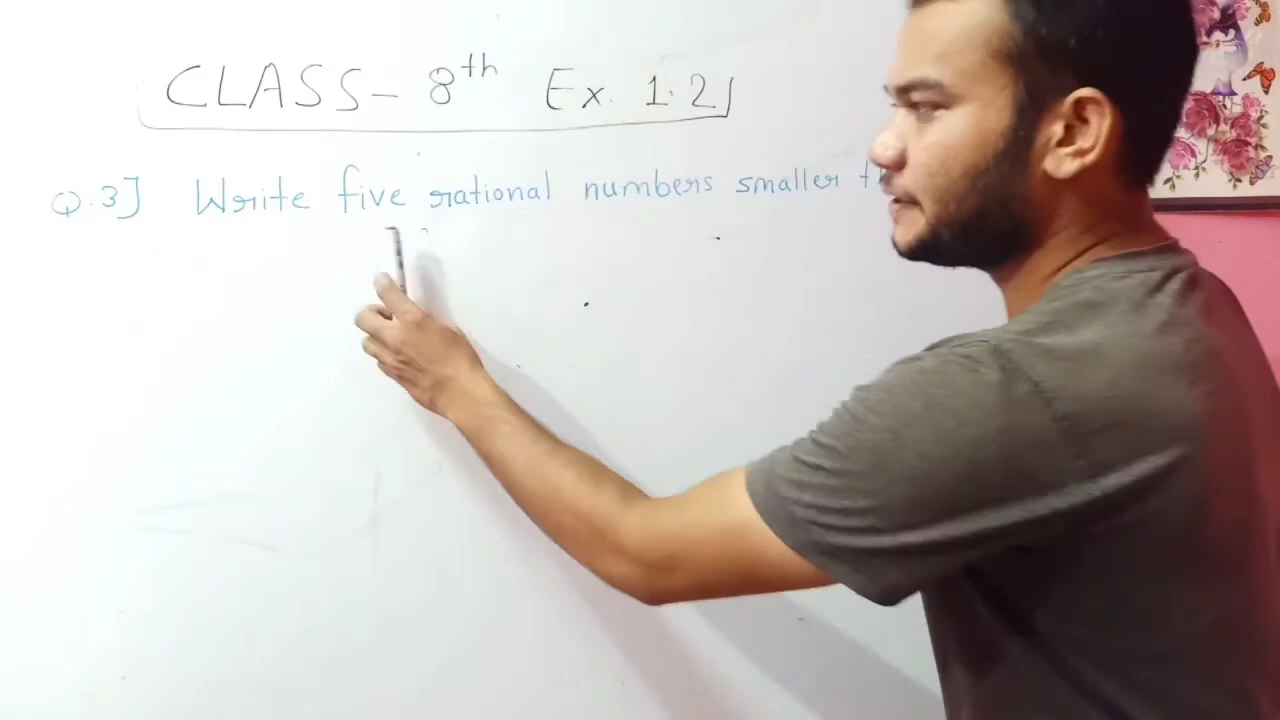 CLASS- 8th Ex. 1.2
Q.3] Write five rational numbers smaller